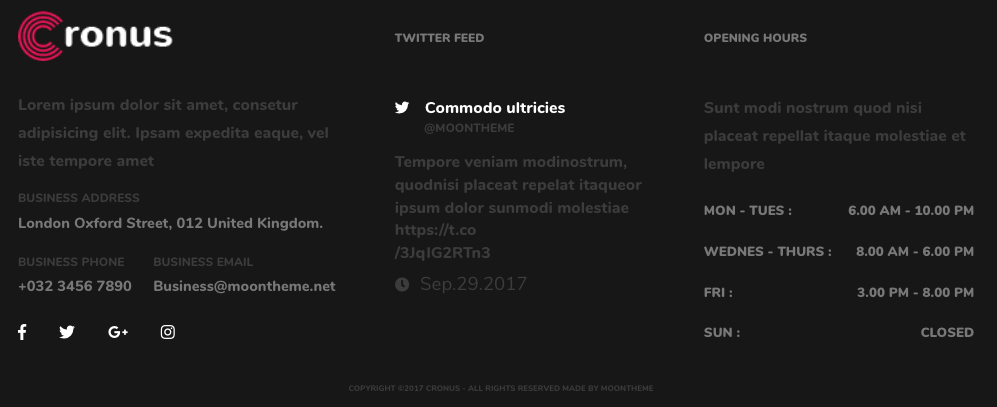 Cronus
Lorem ipsum dolor sit amet, consetur
adipisicing elit. Ipsam expedita eaque, vel
iste tempore amet
BUSINESS ADDRESS
London Oxford Street, 012 United Kingdom.
BUSINESS PHONE
BUSINESS EMAIL
+032 3456 7890
Business@moontheme.net
TWITTER FEED
Commodo ultricies
@MOONTHEME
Tempore veniam modinostrum,
quodnisi placeat repelat itaqueor
ipsum dolor sunmodi molestiae
https://t.co
/3JqlG2RTn3
Sep.29.2017
OPENING HOURS
Sunt modi nostrum quod nisi
placeat repellat itaque molestiae et
lempore
MON - TUES : 6.00 AM - 10.00 PM
WEDNES - THURS : 8.00 AM - 6.00 PM
FRI : 3.00 PM - 8.00 PM
SUN : CLOSED
COPYRIGHT ©2017 CRONUS - ALL RIGHTS RESERVED MADE BY MOONTHEME